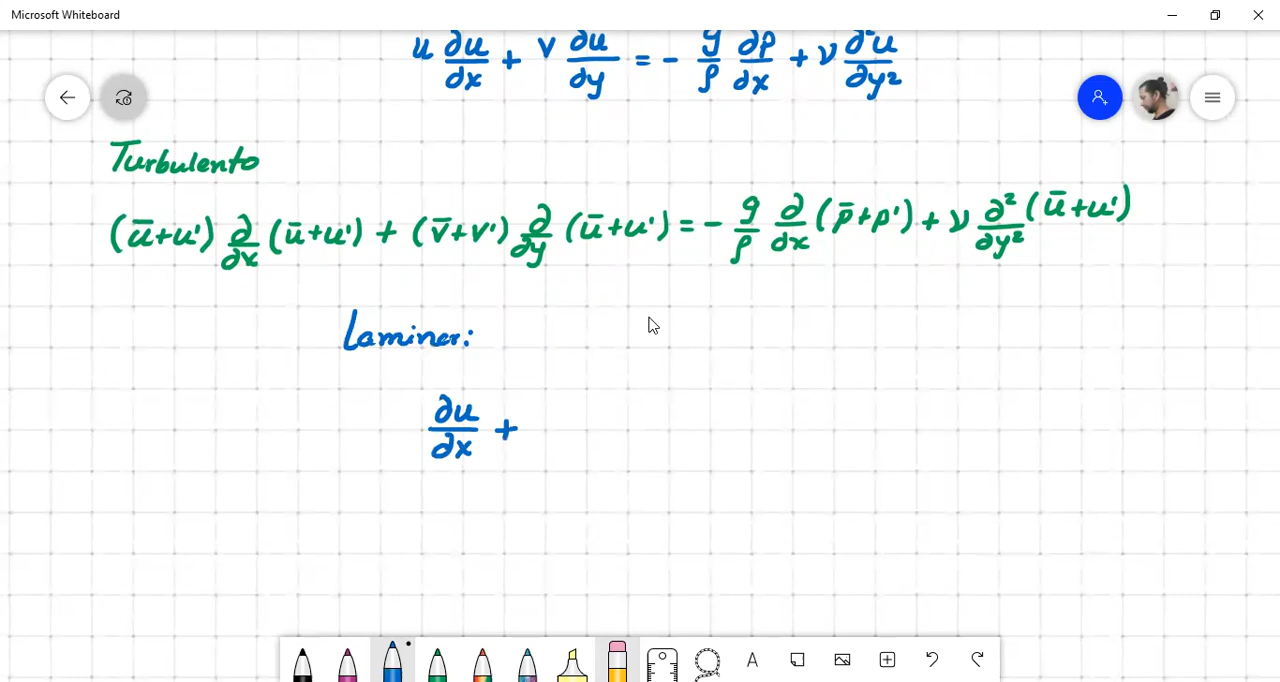 Microsoft Whiteboard
u ∂u/∂x + v ∂u/∂y = - g/ρ ∂p/∂x + ν ∂²u/∂y²
Turbulento
(ū+u') ∂/∂x (ū+u') + (v̄+v') ∂/∂y (ū+u') = - g/ρ ∂/∂x (p̄+p') + ν ∂²/∂y² (ū+u')
Laminar:
∂u/∂x +
A